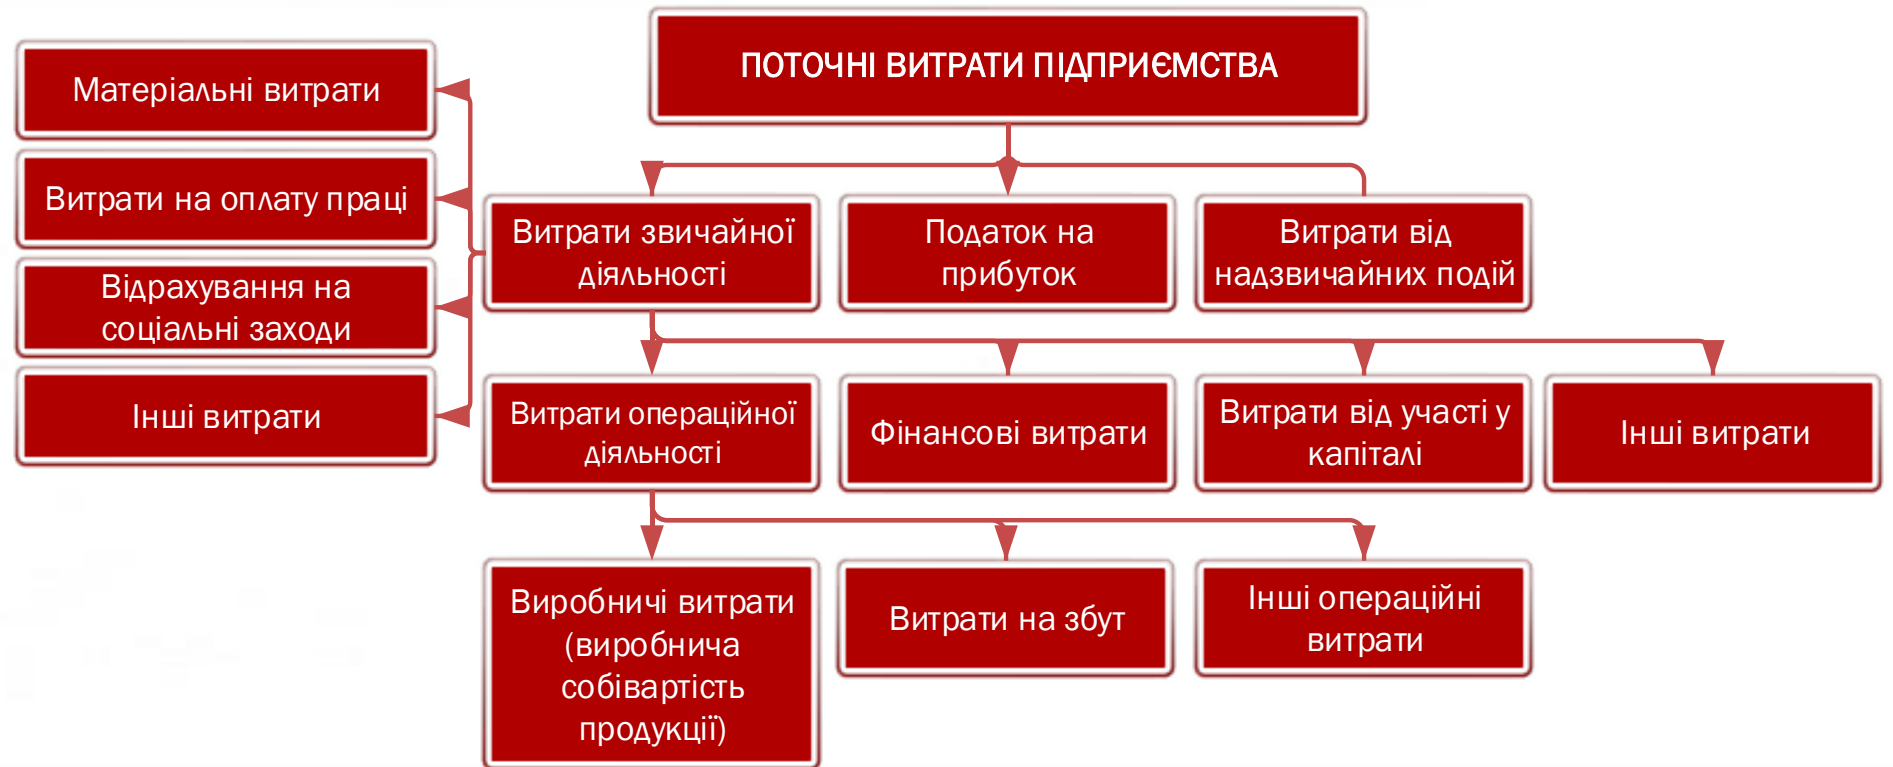 ПОТОЧНІ ВИТРАТИ ПІДПРИЄМСТВА
Матеріальні витрати
Витрати на оплату праці
Відрахування на
соціальні заходи
Інші витрати
Витрати звичайної
діяльності
Податок на
прибуток
Витрати від
надзвичайних подій
Витрати операційної
діяльності
Фінансові витрати
Витрати від участі у
капіталі
Інші витрати
Виробничі витрати
(виробнича
собівартість
продукції)
Витрати на збут
Інші операційні
витрати